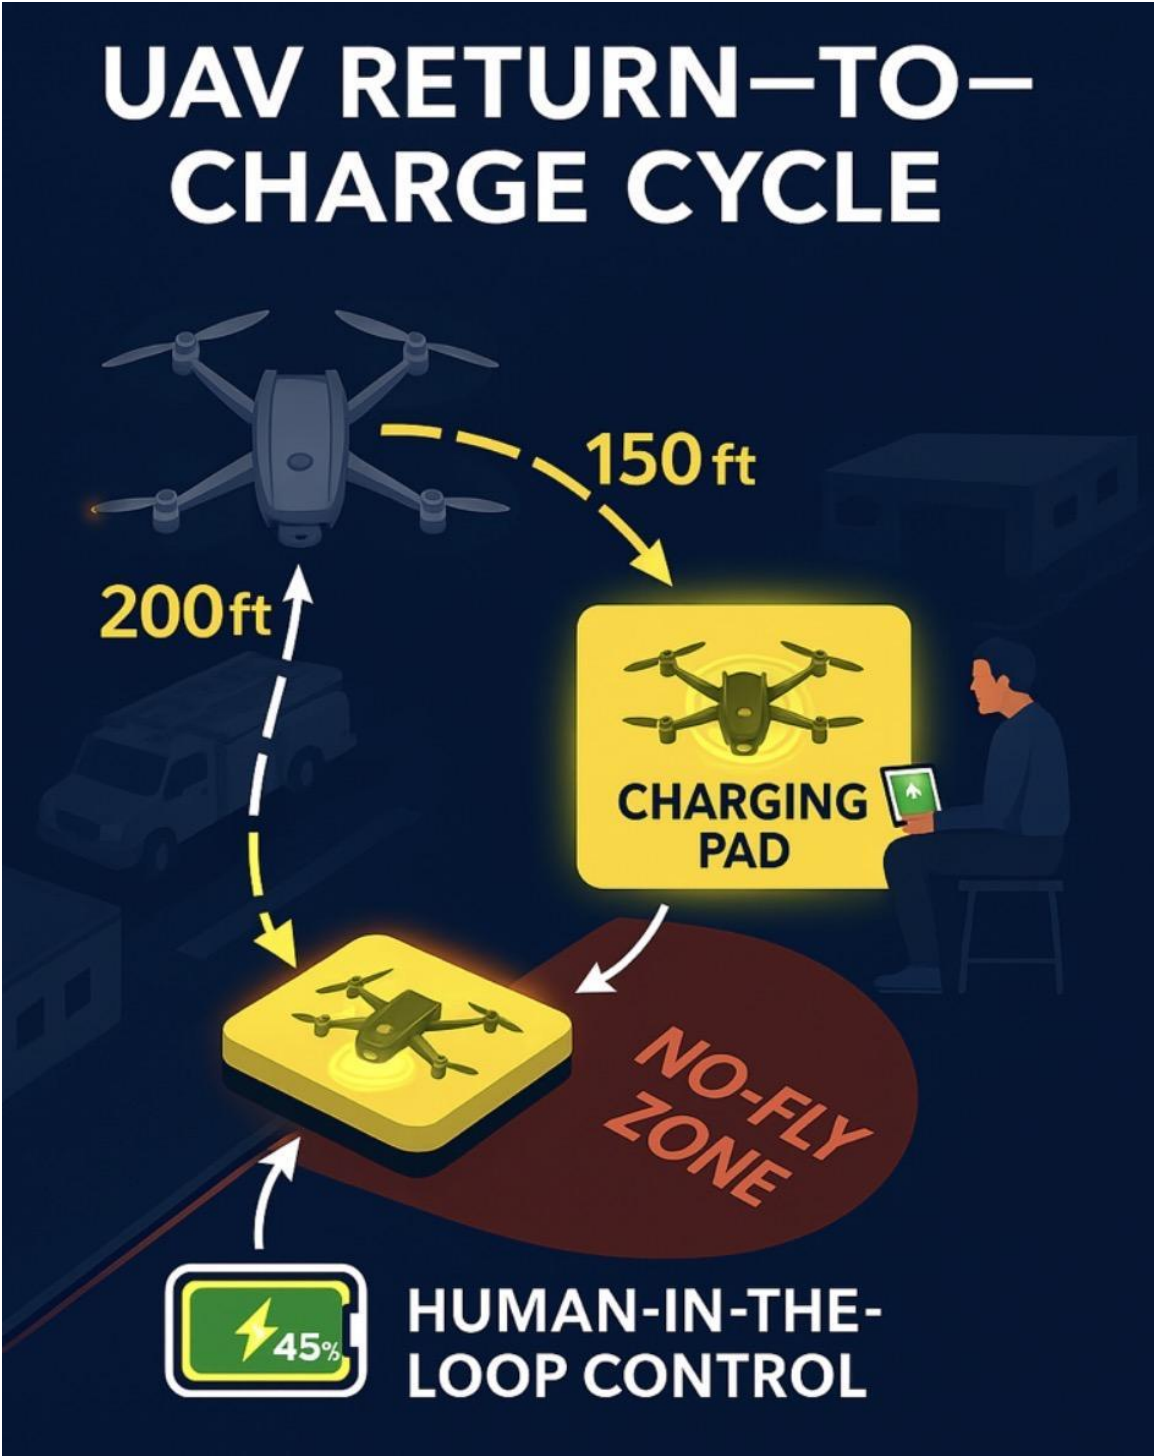 UAV RETURN–TO–
CHARGE CYCLE
150 ft
200 ft
CHARGING
PAD
NO-FLY
ZONE
45%
HUMAN-IN-THE-
LOOP CONTROL